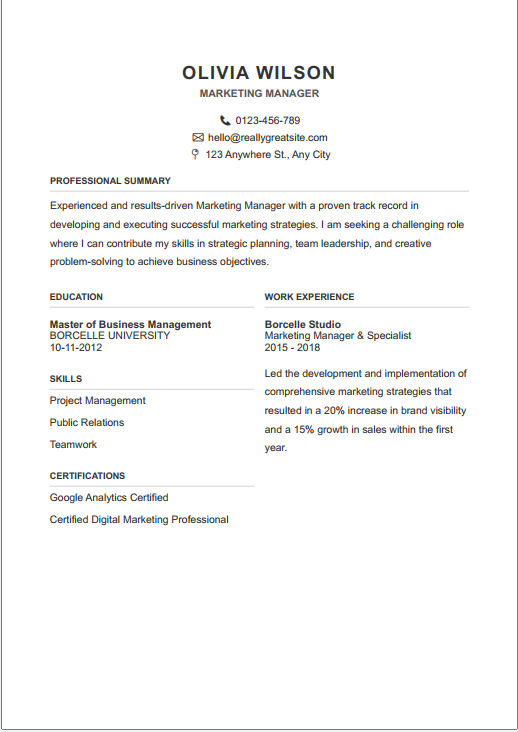 OLIVIA WILSON
MARKETING MANAGER
0123-456-789
hello@reallygreatsite.com
123 Anywhere St., Any City
PROFESSIONAL SUMMARY
Experienced and results-driven Marketing Manager with a proven track record in
developing and executing successful marketing strategies. I am seeking a challenging role
where I can contribute my skills in strategic planning, team leadership, and creative
problem-solving to achieve business objectives.
EDUCATION
Master of Business Management
BORCELLE UNIVERSITY
10-11-2012
SKILLS
Project Management
Public Relations
Teamwork
CERTIFICATIONS
Google Analytics Certified
Certified Digital Marketing Professional
WORK EXPERIENCE
Borcelle Studio
Marketing Manager & Specialist
2015 - 2018
Led the development and implementation of
comprehensive marketing strategies that
resulted in a 20% increase in brand visibility
and a 15% growth in sales within the first
year.